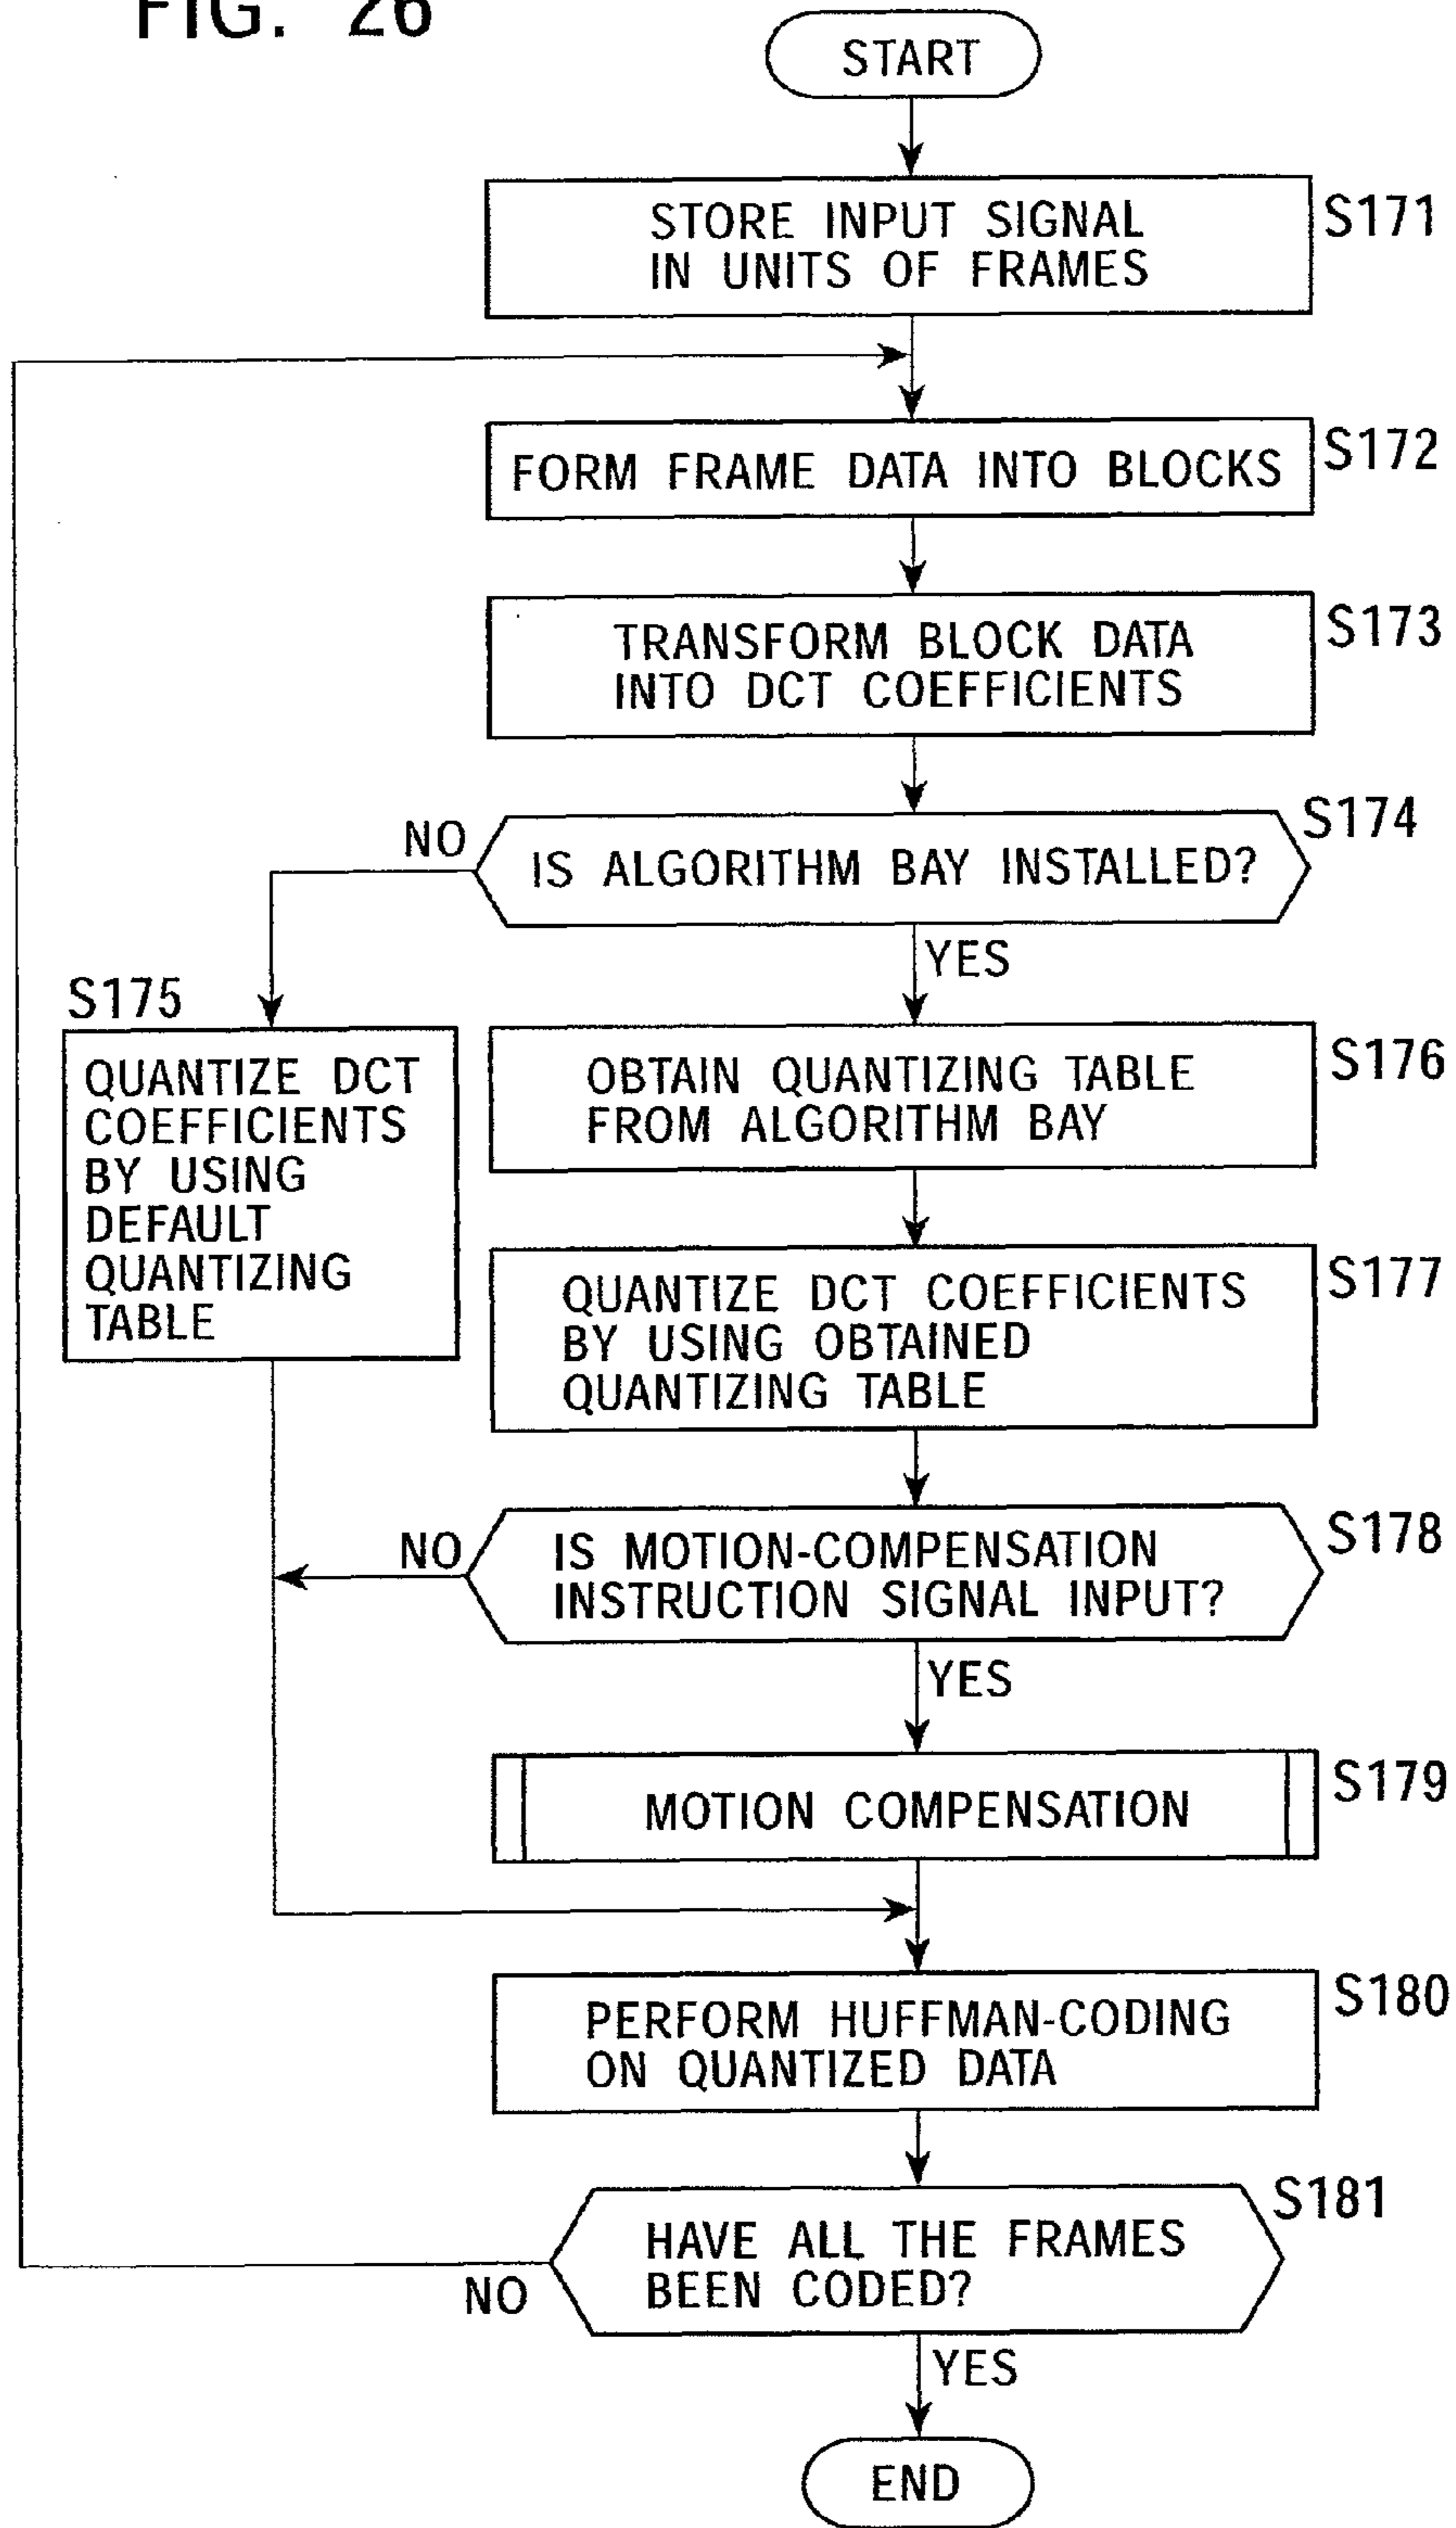 FIG. 26
START
STORE INPUT SIGNAL
IN UNITS OF FRAMES
S171
FORM FRAME DATA INTO BLOCKS
S172
TRANSFORM BLOCK DATA
INTO DCT COEFFICIENTS
S173
IS ALGORITHM BAY INSTALLED?
S174
NO
YES
S175
QUANTIZE DCT
COEFFICIENTS
BY USING
DEFAULT
QUANTIZING
TABLE
OBTAIN QUANTIZING TABLE
FROM ALGORITHM BAY
S176
QUANTIZE DCT COEFFICIENTS
BY USING OBTAINED
QUANTIZING TABLE
S177
IS MOTION-COMPENSATION
INSTRUCTION SIGNAL INPUT?
S178
NO
YES
MOTION COMPENSATION
S179
PERFORM HUFFMAN-CODING
ON QUANTIZED DATA
S180
HAVE ALL THE FRAMES
BEEN CODED?
S181
NO
YES
END